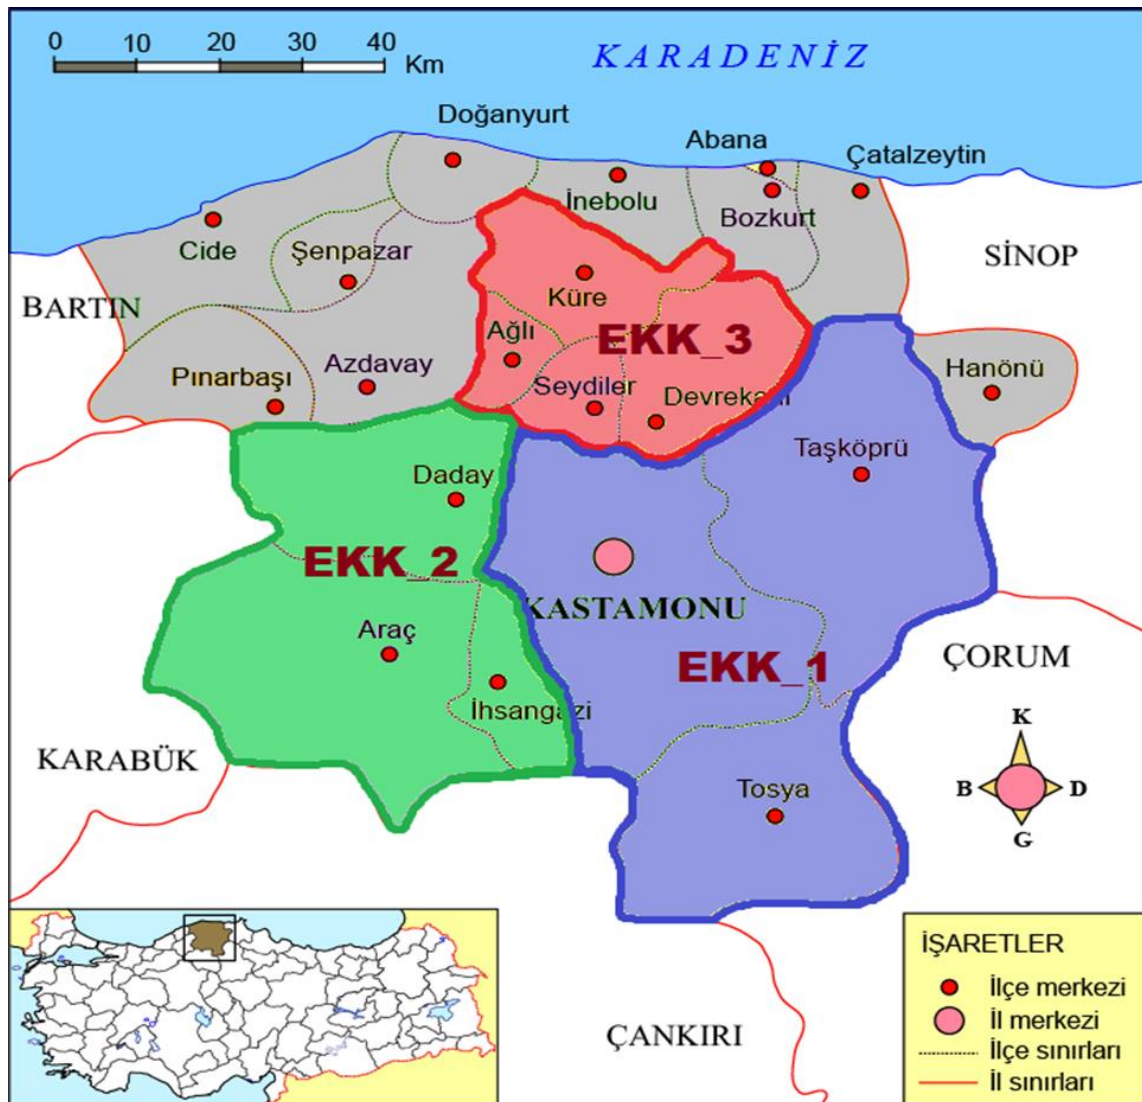 0 10 20 30 40
Km
KARADENİZ
Doğanyurt
Abana
Çatalzeytin
İnebolu
Bozkurt
Cide
Şenpazar
SİNOP
BARTIN
Küre
Ağlı
EKK_3
Azdavay
Pınarbaşı
Seydiler
Devrekani
Hanönü
Taşköprü
Daday
EKK_2
KASTAMONU
Araç
EKK_1
ÇORUM
İhsangazi
KARABÜK
Tosya
K
B D
G
ÇANKIRI
İŞARETLER
İlçe merkezi
İl merkezi
İlçe sınırları
İl sınırları